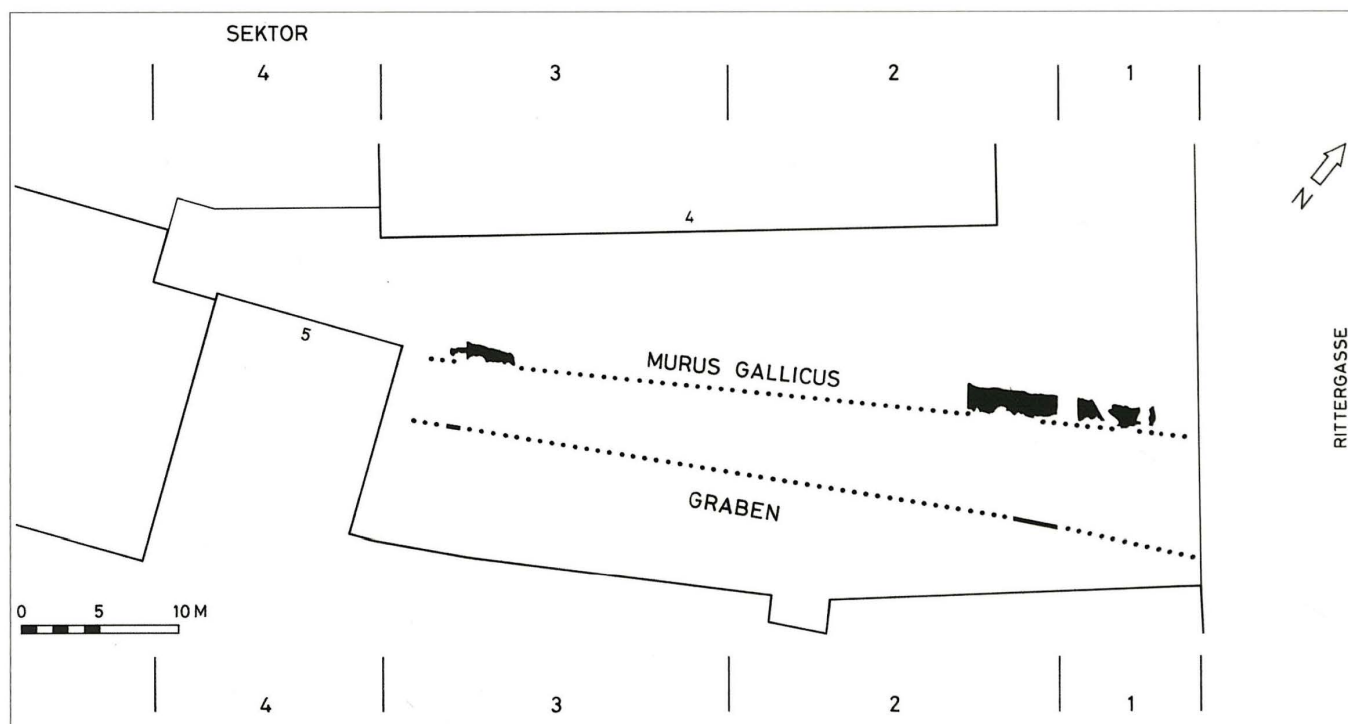 SEKTOR
4 3 2 1
4
N
5
RITTERGASSE
MURUS GALLICUS
GRABEN
0 5 10 M
4 3 2 1